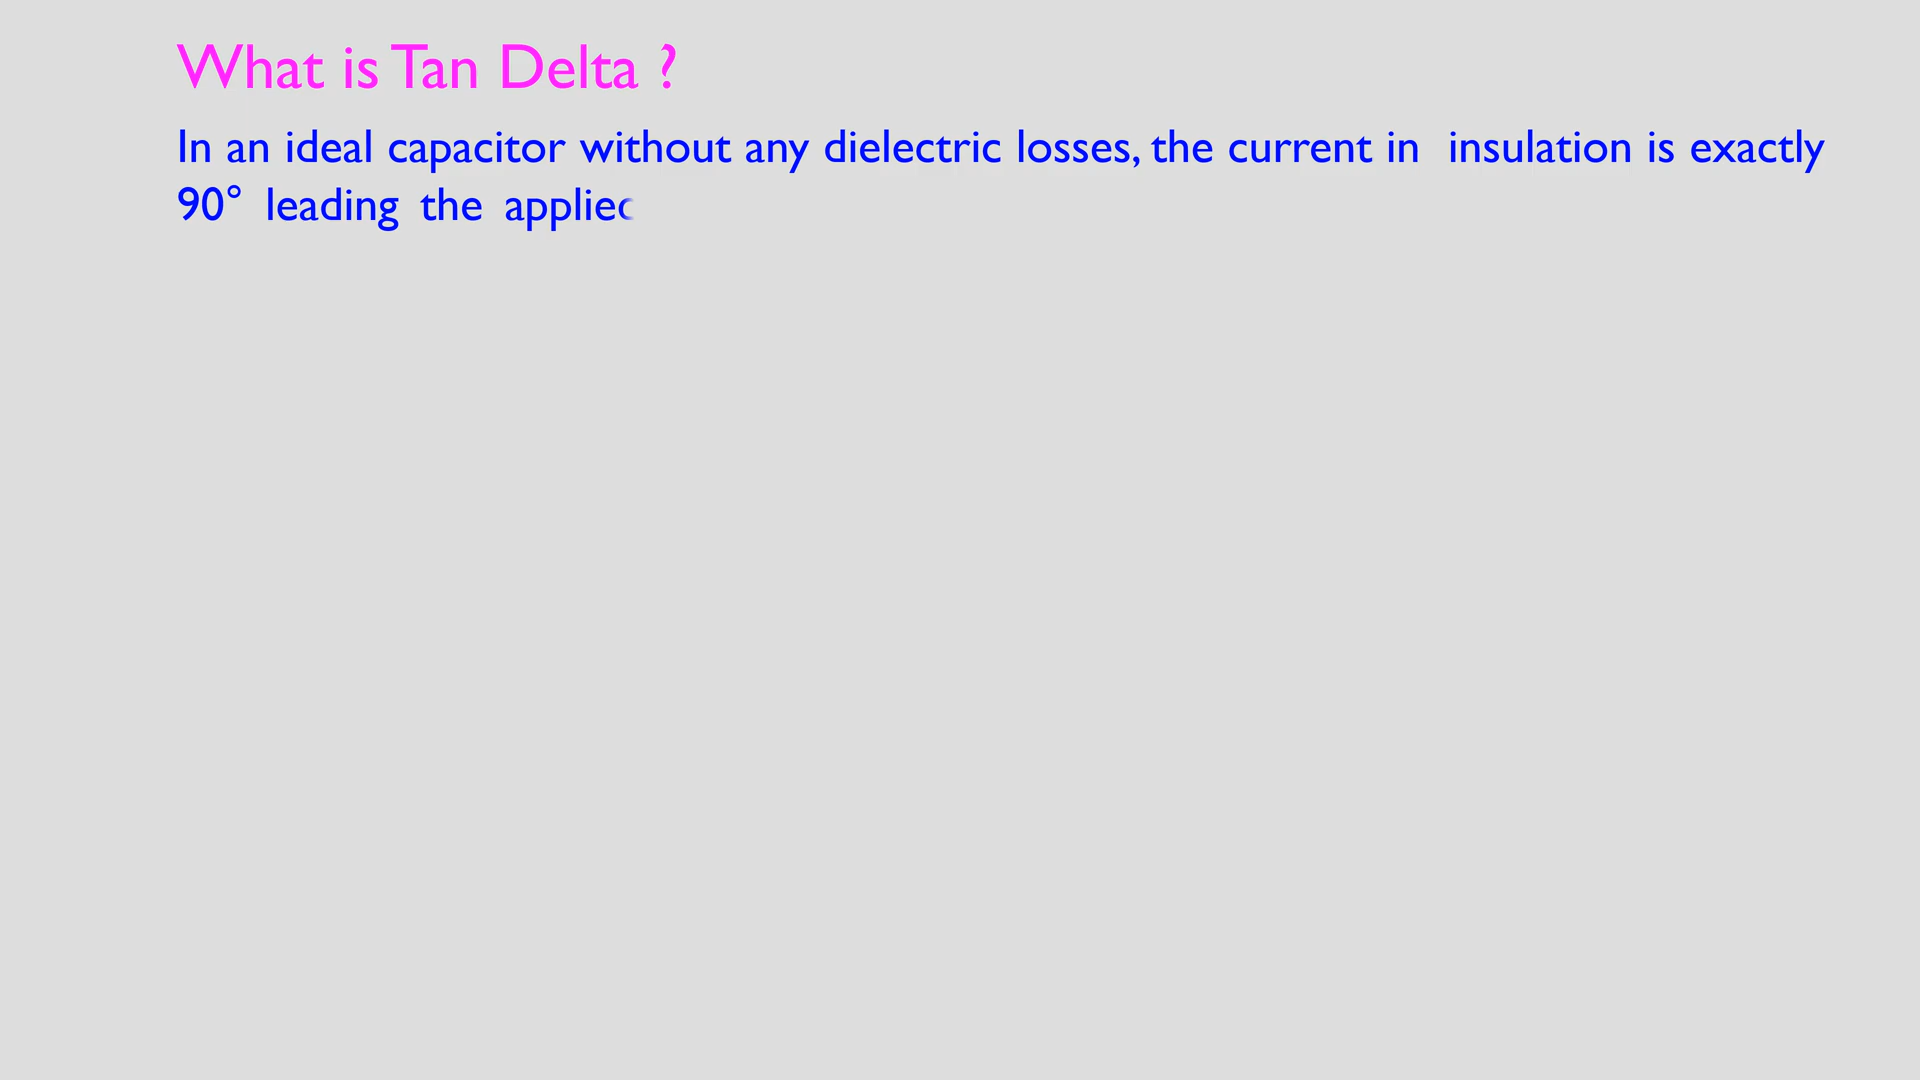 What is Tan Delta ?
In an ideal capacitor without any dielectric losses, the current in insulation is exactly
90° leading the applied